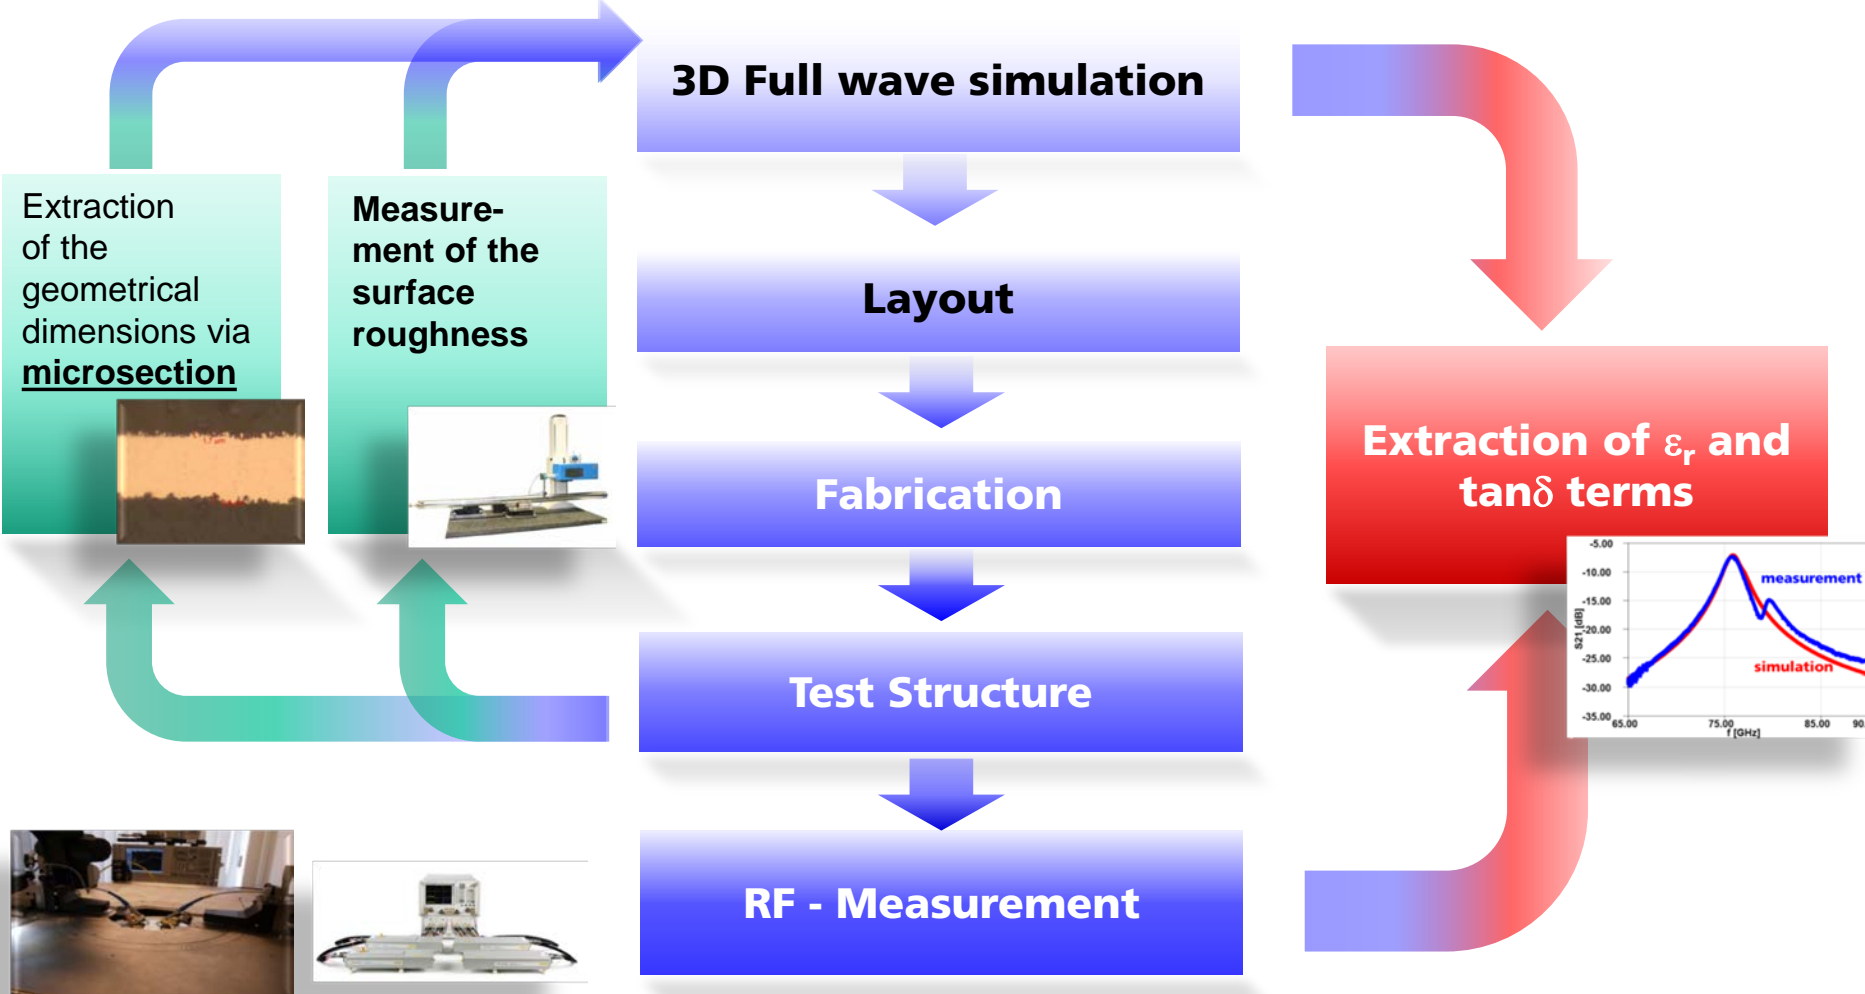 3D Full wave simulation
Extraction
of the
geometrical
dimensions via
microsection
Measure-
ment of the
surface
roughness
Layout
Fabrication
Test Structure
RF - Measurement
Extraction of εr and
tanδ terms
-5.00
-10.00
-15.00
-20.00
-25.00
-30.00
-35.00
S21 [dB]
measurement
simulation
65.00
75.00
85.00
90.
f [GHz]